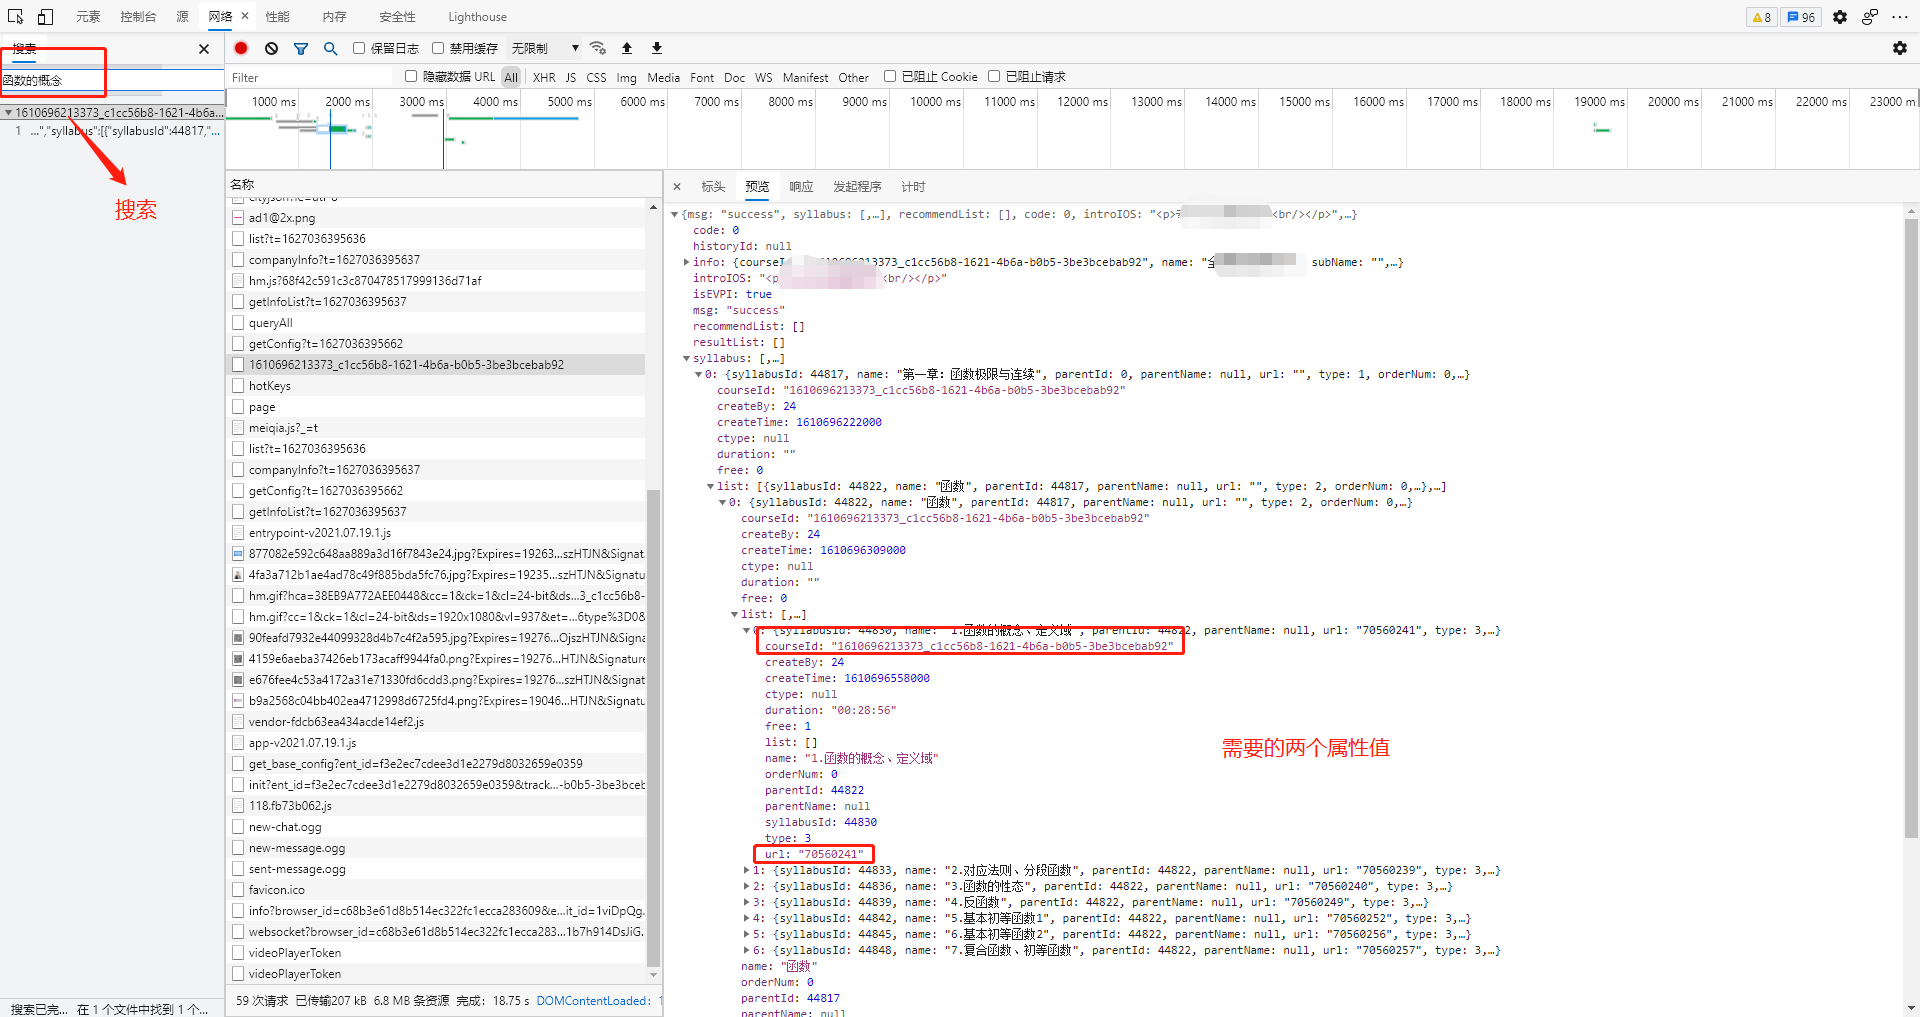 元素 控制台 源 网络 × 性能 内存 安全性 Lighthouse 8 96
搜索 × 保留日志 禁用缓存 无限制
函数的概念
Filter 隐藏数据 URL All XHR JS CSS Img Media Font Doc WS Manifest Other 已阻止 Cookie 已阻止请求
1000 ms 2000 ms 3000 ms 4000 ms 5000 ms 6000 ms 7000 ms 8000 ms 9000 ms 10000 ms 11000 ms 12000 ms 13000 ms 14000 ms 15000 ms 16000 ms 17000 ms 18000 ms 19000 ms 20000 ms 21000 ms 22000 ms 23000
1610696213373_c1cc56b8-1621-4b6a...
1 ...","syllabus":[{"syllabusId":44817,"...
搜索
名称
ad1@2x.png
list?t=1627036395636
companyInfo?t=1627036395637
hm.js?68f42c591c3c870478517999136d71af
getInfoList?t=1627036395637
queryAll
getConfig?t=1627036395662
1610696213373_c1cc56b8-1621-4b6a-b0b5-3be3bcebab92
hotKeys
page
meiqia.js?_=t
list?t=1627036395636
companyInfo?t=1627036395637
getConfig?t=1627036395662
getInfoList?t=1627036395637
entrypoint-v2021.07.19.1.js
877082e592c648aa889a3d16f7843e24.jpg?Expires=19263...szHTJN&Signat
4fa3a712b1ae4ad78c49f885bda5fc76.jpg?Expires=19235...szHTJN&Signatu
hm.gif?hca=38EB9A772AEE0448&cc=1&ck=1&cl=24-bit&ds...3_c1cc56b8-
hm.gif?cc=1&ck=1&cl=24-bit&ds=1920x1080&vl=937&et=...6type%3D0&
90feafd7932e44099328d4b7c4f2a595.jpg?Expires=19276...OjszHTJN&Signa
4159e6aeba37426eb173acaff9944fa0.png?Expires=19276...HTJN&Signatu
e676fee4c53a4172a31e71330fd6cdd3.png?Expires=19276...szHTJN&Signat
b9a2568c04bb402ea4712998d6725fd4.png?Expires=19046...HTJN&Signatu
vendor-fdcb63ea434acde14ef2.js
app-v2021.07.19.1.js
get_base_config?ent_id=f3e2ec7cdee3d1e2279d8032659e0359
init?ent_id=f3e2ec7cdee3d1e2279d8032659e0359&track...-b0b5-3be3bceb
118.fb73b062.js
new-chat.ogg
new-message.ogg
sent-message.ogg
favicon.ico
info?browser_id=c68b3e61d8b514ec322fc1ecca283609&e...it_id=1viDpQg.
websocket?browser_id=c68b3e61d8b514ec322fc1ecca283...1b7h914DsJiG.
videoPlayerToken
videoPlayerToken
59 次请求 已传输207 kB 6.8 MB 条资源 完成: 18.75 s DOMContentLoaded: 1
搜索已完... 在 1 个文件中找到 1 个...
× 标头 预览 响应 发起程序 计时
{msg: "success", syllabus: [,…], recommendList: [], code: 0, introIOS: "<p> <br/></p>",…}
code: 0
historyId: null
info: {courseI 13373_c1cc56b8-1621-4b6a-b0b5-3be3bcebab92", name: "全 subName: "",…}
introIOS: "<p <br/></p>"
isEVPI: true
msg: "success"
recommendList: []
resultList: []
syllabus: [,…]
0: {syllabusId: 44817, name: "第一章: 函数极限与连续", parentId: 0, parentName: null, url: "", type: 1, orderNum: 0,…}
courseId: "1610696213373_c1cc56b8-1621-4b6a-b0b5-3be3bcebab92"
createBy: 24
createTime: 1610696222000
ctype: null
duration: ""
free: 0
list: [{syllabusId: 44822, name: "函数", parentId: 44817, parentName: null, url: "", type: 2, orderNum: 0,…},…]
0: {syllabusId: 44822, name: "函数", parentId: 44817, parentName: null, url: "", type: 2, orderNum: 0,…}
courseId: "1610696213373_c1cc56b8-1621-4b6a-b0b5-3be3bcebab92"
createBy: 24
createTime: 1610696309000
ctype: null
duration: ""
free: 0
list: [,…]
0: {syllabusId: 44830, name: "1.函数的概念、定义域", parentId: 44822, parentName: null, url: "70560241", type: 3,…}
courseId: "1610696213373_c1cc56b8-1621-4b6a-b0b5-3be3bcebab92"
createBy: 24
createTime: 1610696558000
ctype: null
duration: "00:28:56"
free: 1
list: []
name: "1.函数的概念、定义域"
orderNum: 0
parentId: 44822
parentName: null
syllabusId: 44830
type: 3
url: "70560241"
需要的两个属性值
1: {syllabusId: 44833, name: "2.对应法则、分段函数", parentId: 44822, parentName: null, url: "70560239", type: 3,…}
2: {syllabusId: 44836, name: "3.函数的性态", parentId: 44822, parentName: null, url: "70560240", type: 3,…}
3: {syllabusId: 44839, name: "4.反函数", parentId: 44822, parentName: null, url: "70560249", type: 3,…}
4: {syllabusId: 44842, name: "5.基本初等函数1", parentId: 44822, parentName: null, url: "70560252", type: 3,…}
5: {syllabusId: 44845, name: "6.基本初等函数2", parentId: 44822, parentName: null, url: "70560256", type: 3,…}
6: {syllabusId: 44848, name: "7.复合函数、初等函数", parentId: 44822, parentName: null, url: "70560257", type: 3,…}
name: "函数"
orderNum: 0
parentId: 44817
parentName: null